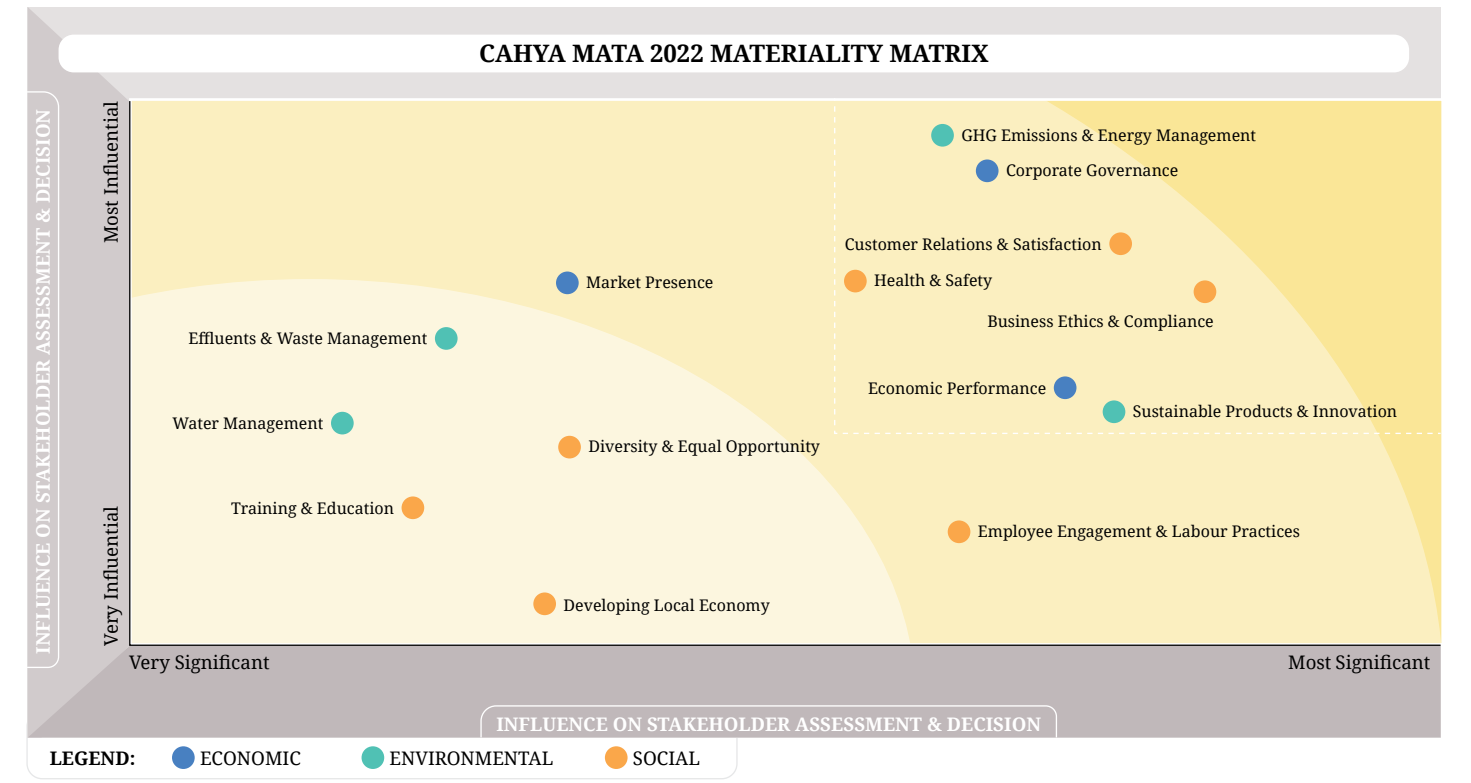 CAHYA MATA 2022 MATERIALITY MATRIX
INFLUENCE ON STAKEHOLDER ASSESSMENT & DECISION
Most Influential
Very Influential
GHG Emissions & Energy Management
Corporate Governance
Customer Relations & Satisfaction
Health & Safety
Market Presence
Business Ethics & Compliance
Effluents & Waste Management
Economic Performance
Sustainable Products & Innovation
Water Management
Diversity & Equal Opportunity
Training & Education
Employee Engagement & Labour Practices
Developing Local Economy
Very Significant
Most Significant
INFLUENCE ON STAKEHOLDER ASSESSMENT & DECISION
LEGEND:
ECONOMIC
ENVIRONMENTAL
SOCIAL